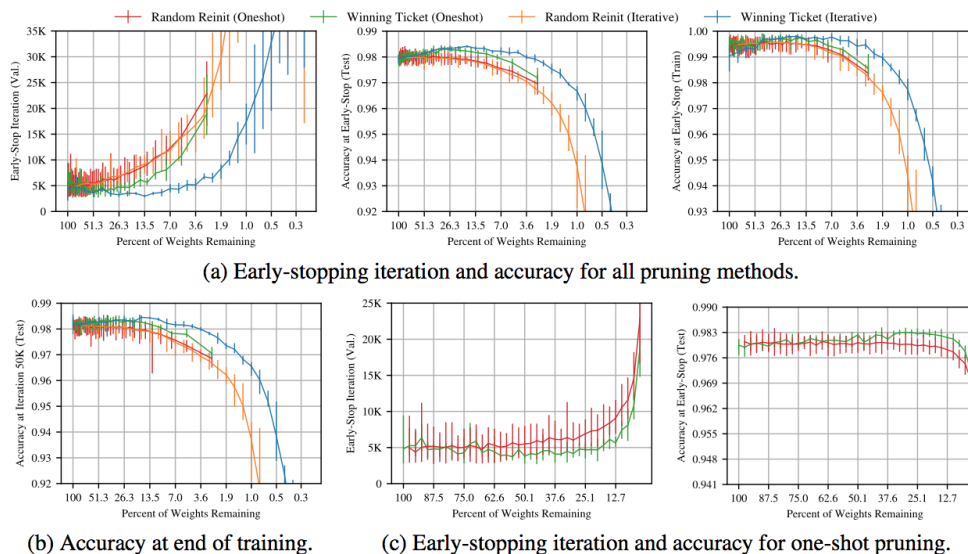 Random Reinit (Oneshot) Winning Ticket (Oneshot) Random Reinit (Iterative) Winning Ticket (Iterative)
Early-Stop Iteration (Val.)
35K
30K
25K
20K
15K
10K
5K
0
100 51.3 26.3 13.5 7.0 3.6 1.9 1.0 0.5 0.3
Percent of Weights Remaining
Accuracy at Early-Stop (Test)
0.99
0.98
0.97
0.96
0.95
0.94
0.93
0.92
100 51.3 26.3 13.5 7.0 3.6 1.9 1.0 0.5 0.3
Percent of Weights Remaining
Accuracy at Early-Stop (Train)
1.00
0.99
0.98
0.97
0.96
0.95
0.94
0.93
100 51.3 26.3 13.5 7.0 3.6 1.9 1.0 0.5 0.3
Percent of Weights Remaining
(a) Early-stopping iteration and accuracy for all pruning methods.
Accuracy at Iteration 50K (Test)
0.99
0.98
0.97
0.96
0.95
0.94
0.93
0.92
100 51.3 26.3 13.5 7.0 3.6 1.9 1.0 0.5 0.3
Percent of Weights Remaining
Early-Stop Iteration (Val.)
25K
20K
15K
10K
5K
0
100 87.5 75.0 62.6 50.1 37.6 25.1 12.7
Percent of Weights Remaining
Accuracy at Early-Stop (Test)
0.990
0.983
0.976
0.969
0.962
0.955
0.948
0.941
100 87.5 75.0 62.6 50.1 37.6 25.1 12.7
Percent of Weights Remaining
(b) Accuracy at end of training.
(c) Early-stopping iteration and accuracy for one-shot pruning.